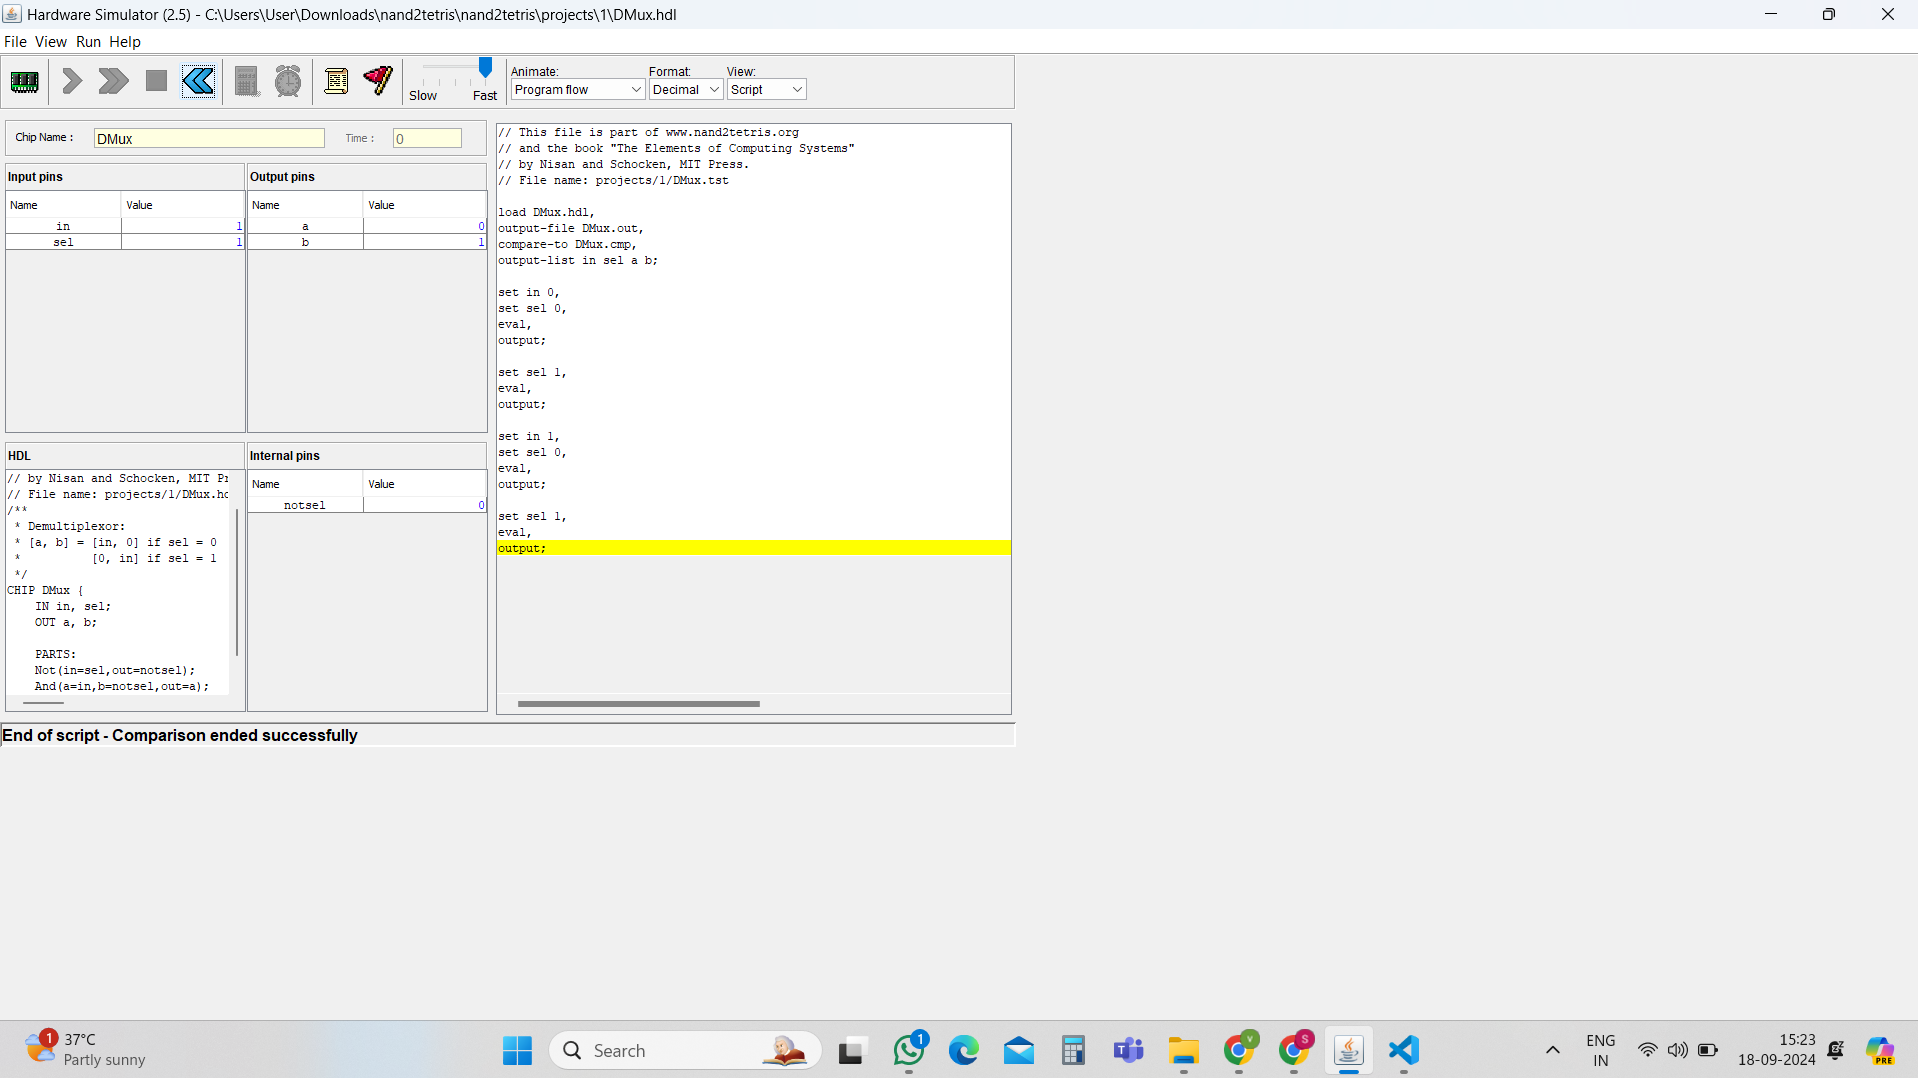 Hardware Simulator (2.5) - C:\Users\User\Downloads\nand2tetris\nand2tetris\projects\1\DMux.hdl
File View Run Help
Slow Fast
Animate: Format: View:
Program flow Decimal Script
Chip Name : DMux Time : 0
Input pins
Name Value
in 1
sel 1
Output pins
Name Value
a 0
b 1
HDL
// by Nisan and Schocken, MIT Pr
// File name: projects/1/DMux.hd
/**
* Demultiplexor:
* [a, b] = [in, 0] if sel = 0
* [0, in] if sel = 1
*/
CHIP DMux {
IN in, sel;
OUT a, b;
PARTS:
Not(in=sel,out=notsel);
And(a=in,b=notsel,out=a);
Internal pins
Name Value
notsel 0
// This file is part of www.nand2tetris.org
// and the book "The Elements of Computing Systems"
// by Nisan and Schocken, MIT Press.
// File name: projects/1/DMux.tst
load DMux.hdl,
output-file DMux.out,
compare-to DMux.cmp,
output-list in sel a b;
set in 0,
set sel 0,
eval,
output;
set sel 1,
eval,
output;
set in 1,
set sel 0,
eval,
output;
set sel 1,
eval,
output;
End of script - Comparison ended successfully
1
37°C
Partly sunny
Search
1
V
S
ENG
IN
15:23
18-09-2024
PRE